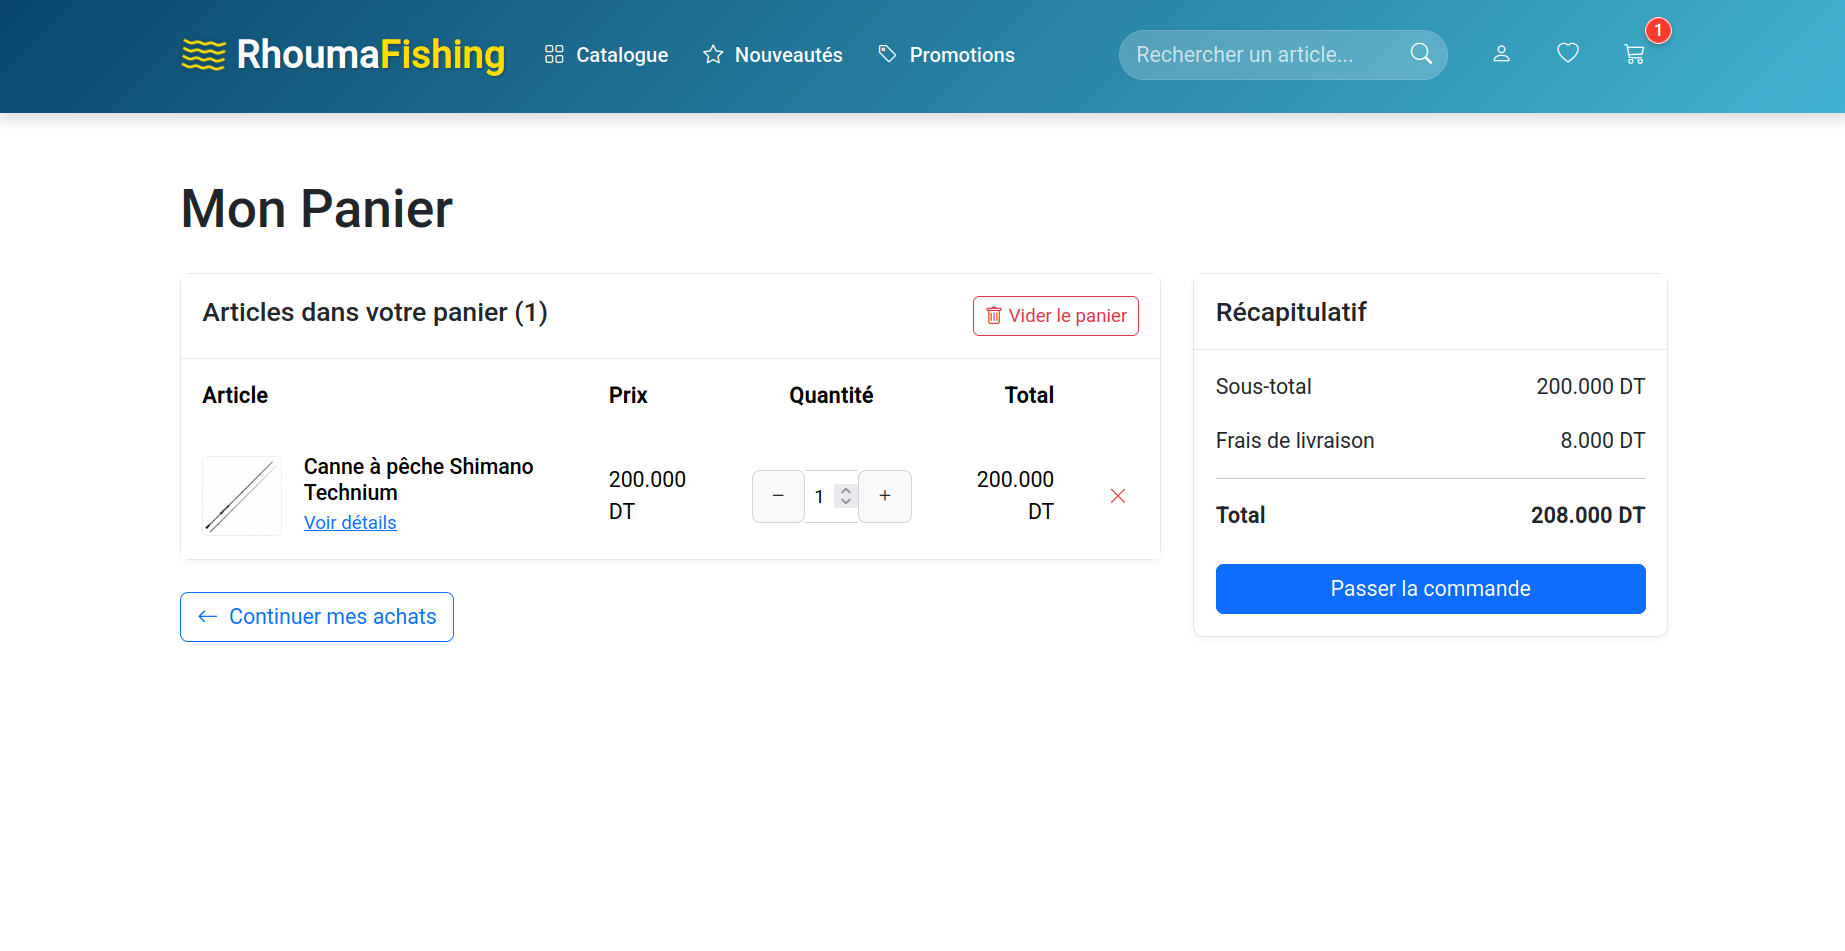 RhoumaFishing
Catalogue
Nouveautés
Promotions
Rechercher un article...
1
Mon Panier
Articles dans votre panier (1)
Vider le panier
Article
Prix
Quantité
Total
Canne à pêche Shimano
Technium
Voir détails
200.000
DT
−
1
+
200.000
DT
Continuer mes achats
Récapitulatif
Sous-total
200.000 DT
Frais de livraison
8.000 DT
Total
208.000 DT
Passer la commande